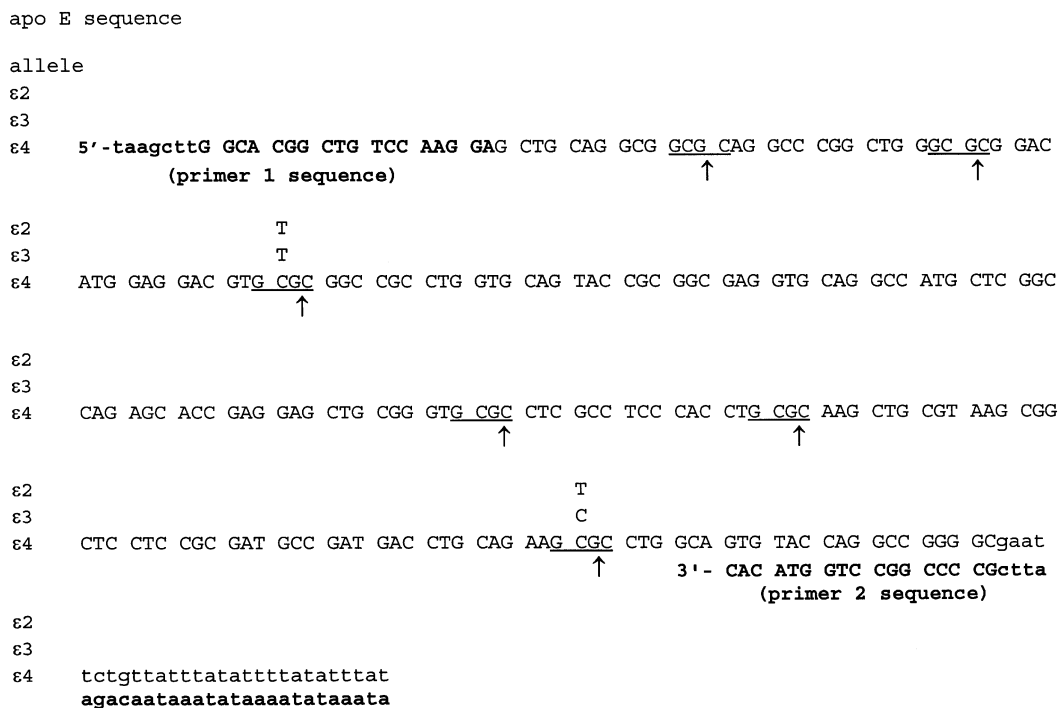 apo E sequence
allele
ε2
ε3
ε4 5'-taagcttG GCA CGG CTG TCC AAG GAG CTG CAG GCG GCG CAG GCC CGG CTG GGC GCG GAC
(primer 1 sequence)
↑ ↑
ε2 T
ε3 T
ε4 ATG GAG GAC GTG CGC GGC CGC CTG GTG CAG TAC CGC GGC GAG GTG CAG GCC ATG CTC GGC
↑
ε2
ε3
ε4 CAG AGC ACC GAG GAG CTG CGG GTG CGC CTC GCC TCC CAC CTG CGC AAG CTG CGT AAG CGG
↑ ↑
ε2 T
ε3 C
ε4 CTC CTC CGC GAT GCC GAT GAC CTG CAG AAG CGC CTG GCA GTG TAC CAG GCC GGG GCgaat
↑
3'- CAC ATG GTC CGG CCC CGctta
(primer 2 sequence)
ε2
ε3
ε4 tctgttatttatattttatatttat
agacaataaatataaaatataaata